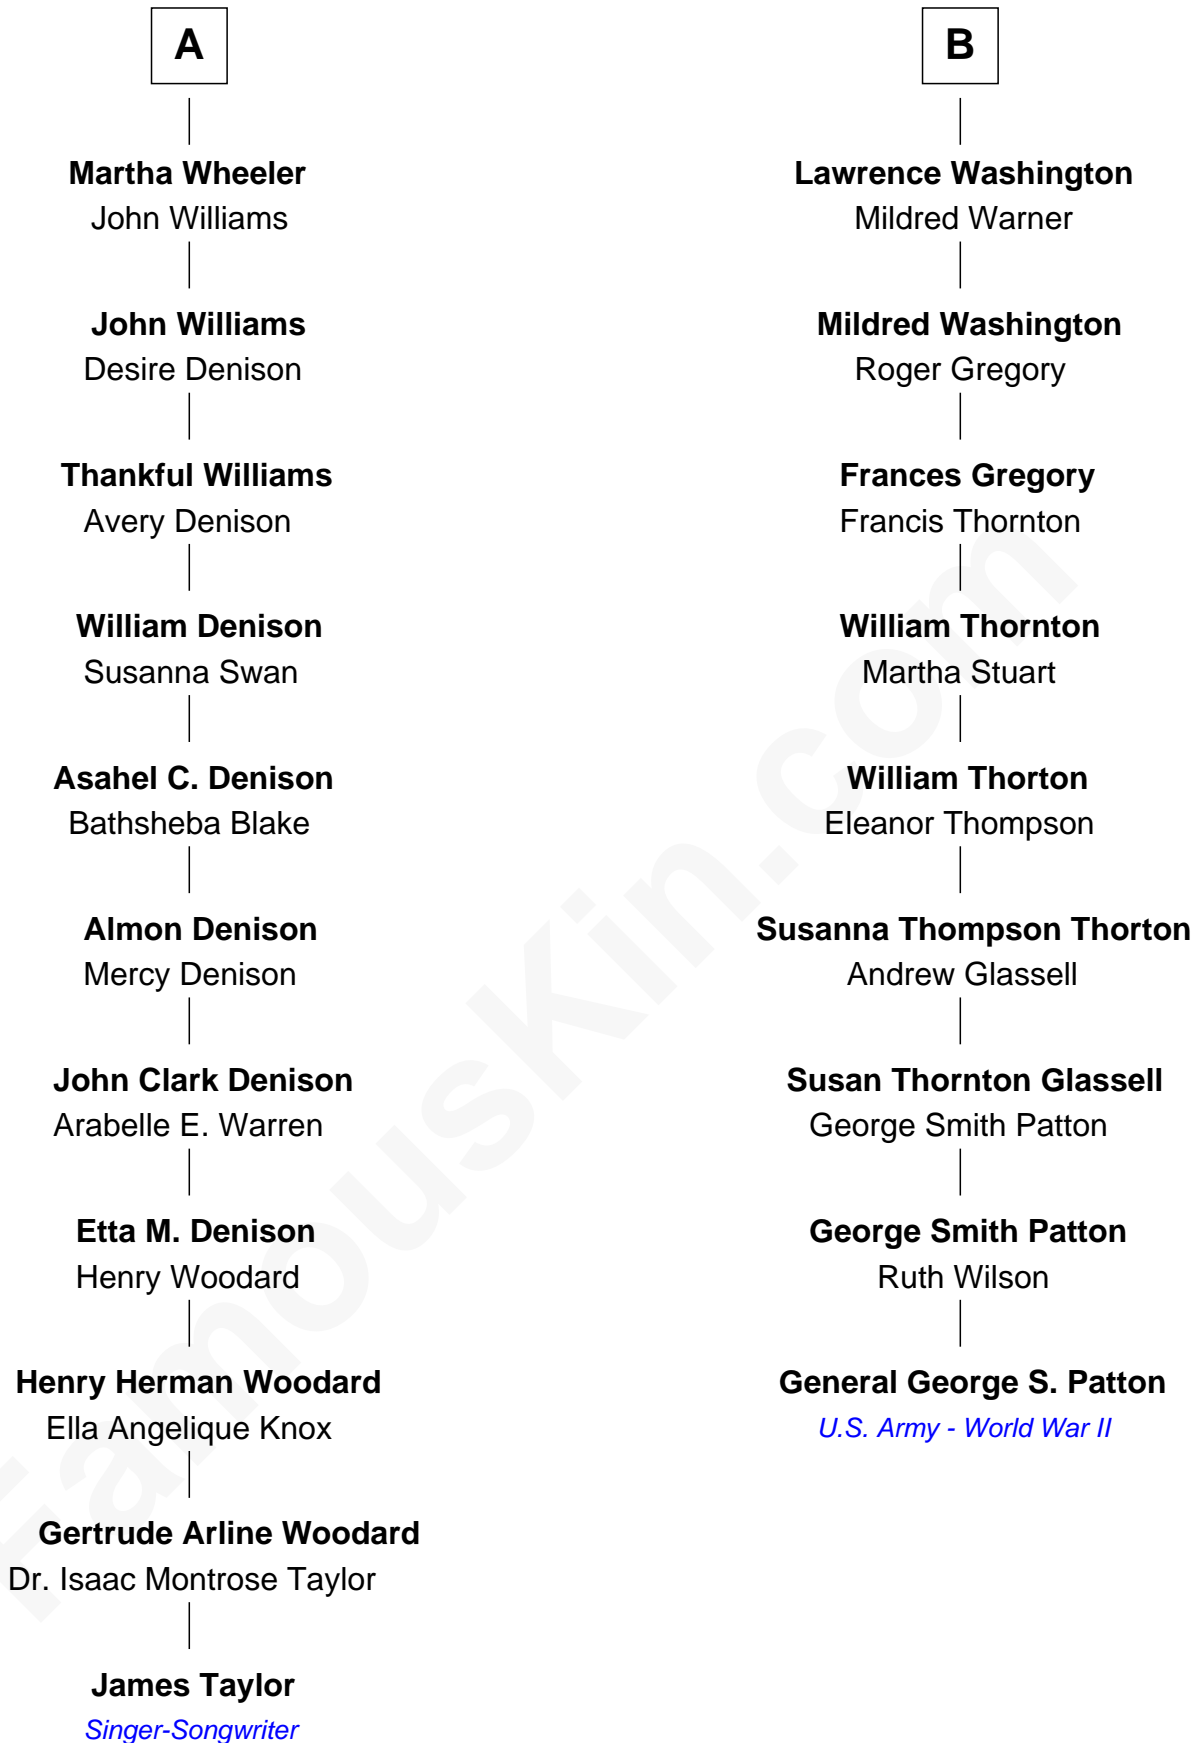 A
Martha Wheeler
John Williams
John Williams
Desire Denison
Thankful Williams
Avery Denison
William Denison
Susanna Swan
Asahel C. Denison
Bathsheba Blake
Almon Denison
Mercy Denison
John Clark Denison
Arabelle E. Warren
Etta M. Denison
Henry Woodard
Henry Herman Woodard
Ella Angelique Knox
Gertrude Arline Woodard
Dr. Isaac Montrose Taylor
James Taylor
Singer-Songwriter
B
Lawrence Washington
Mildred Warner
Mildred Washington
Roger Gregory
Frances Gregory
Francis Thornton
William Thornton
Martha Stuart
William Thorton
Eleanor Thompson
Susanna Thompson Thorton
Andrew Glassell
Susan Thornton Glassell
George Smith Patton
George Smith Patton
Ruth Wilson
General George S. Patton
U.S. Army - World War II
FamousKin.com